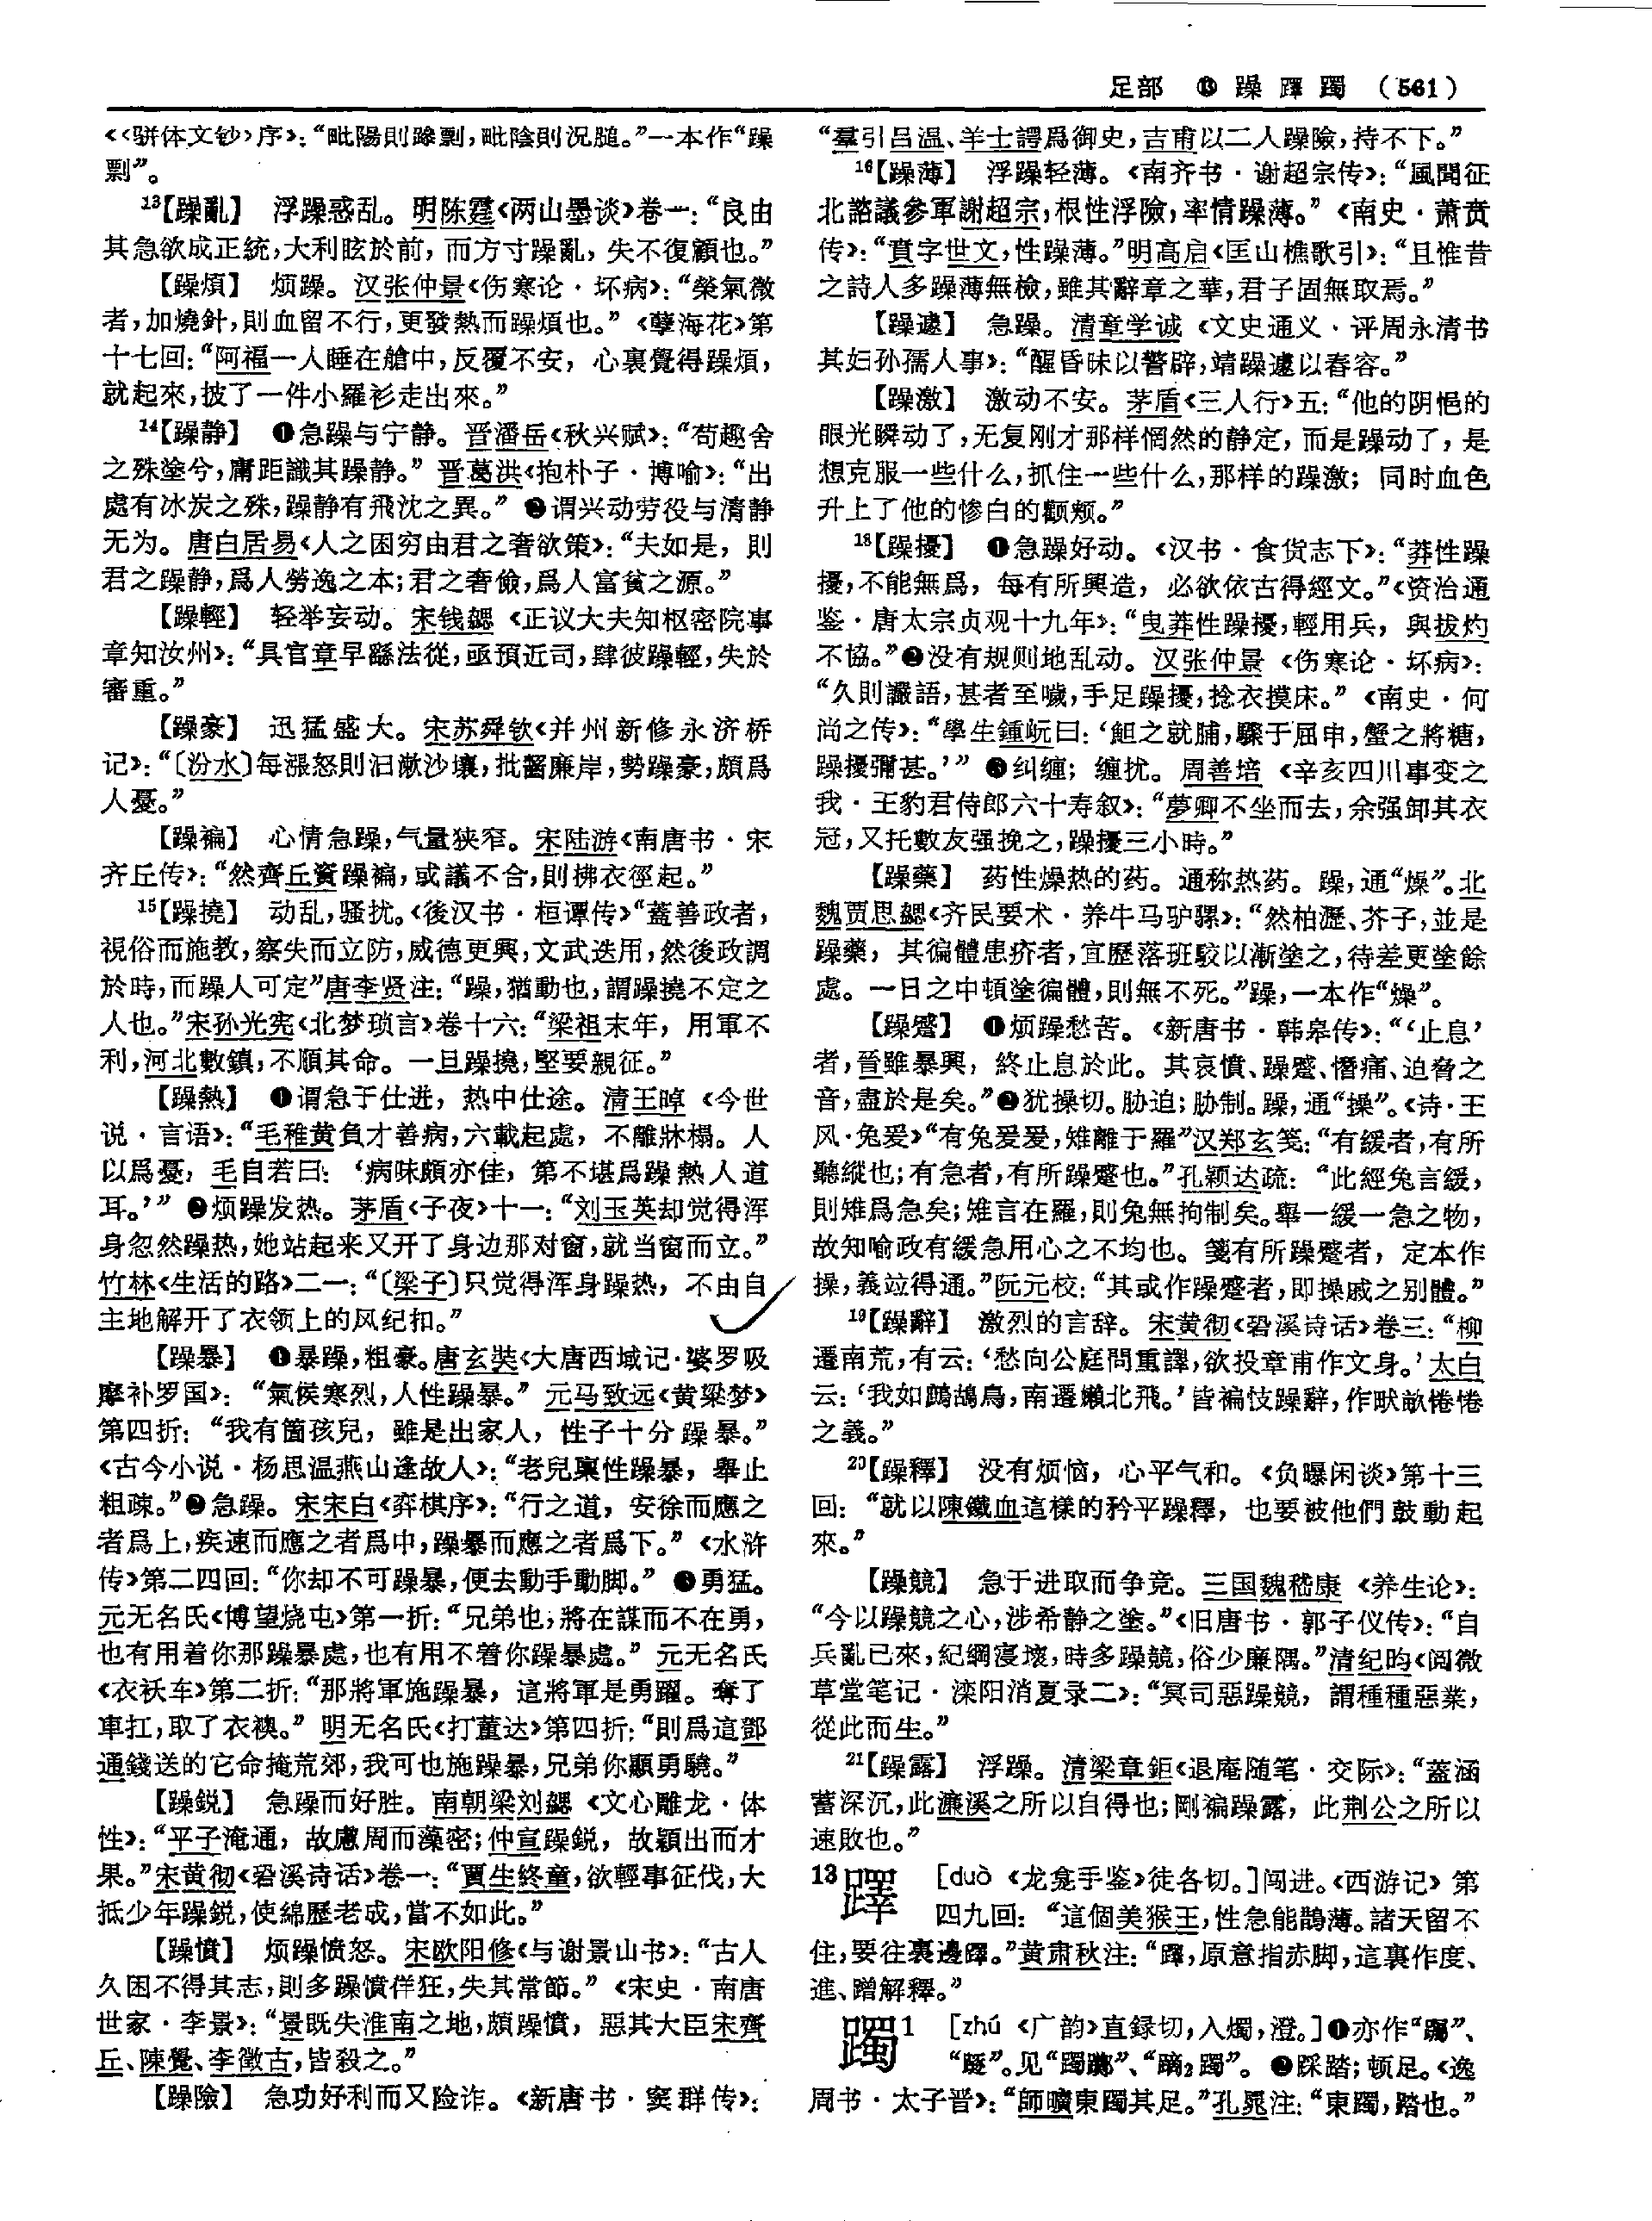 足部 ⓭ 躁 𨆅 躅 (561)
<<骈体文钞>序>：“毗陽則躁剽，毗陰則況膇。”一本作“躁
剽”。
13【躁亂】 浮躁惑乱。明陈霆<两山墨谈>卷一：“良由
其急欲成正統，大利眩於前，而方寸躁亂，失不復顧也。”
【躁煩】 烦躁。汉张仲景<伤寒论·坏病>：“榮氣微
者，加燒針，則血留不行，更發熱而躁煩也。”<孽海花>第
十七回：“阿福一人睡在艙中，反覆不安，心裏覺得躁煩，
就起來，披了一件小羅衫走出來。”
14【躁静】 ❶急躁与宁静。晋潘岳<秋兴赋>：“苟趣舍
之殊塗兮，庸距識其躁静。”晋葛洪<抱朴子·博喻>：“出
處有冰炭之殊，躁静有飛沈之異。”❷谓兴动劳役与清静
无为。唐白居易<人之困穷由君之奢欲策>：“夫如是，則
君之躁静，爲人勞逸之本；君之奢儉，爲人富貧之源。”
【躁輕】 轻举妄动。宋钱勰<正议大夫知枢密院事
章知汝州>：“具官章早繇法從，亟預近司，肆彼躁輕，失於
審重。”
【躁豪】 迅猛盛大。宋苏舜钦<并州新修永济桥
记>：“〔汾水〕每漲怒則汩漱沙壤，批齧廉岸，勢躁豪，頗爲
人憂。”
【躁褊】 心情急躁，气量狭窄。宋陆游<南唐书·宋
齐丘传>：“然齊丘資躁褊，或議不合，則拂衣徑起。”
15【躁撓】 动乱，骚扰。<後汉书·桓谭传>“蓋善政者，
視俗而施教，察失而立防，威德更興，文武迭用，然後政調
於時，而躁人可定”唐李贤注：“躁，猶動也，謂躁撓不定之
人也。”宋孙光宪<北梦琐言>卷十六：“梁祖末年，用軍不
利，河北數鎮，不順其命。一旦躁撓，堅要親征。”
【躁熱】 ❶谓急于仕进，热中仕途。清王晫<今世
说·言语>：“毛稚黄負才善病，六載起處，不離牀榻。人
以爲憂，毛自若曰：‘病味頗亦佳，第不堪爲躁熱人道
耳。’”❷烦躁发热。茅盾<子夜>十一：“刘玉英却觉得浑
身忽然躁热，她站起来又开了身边那对窗，就当窗而立。”
竹林<生活的路>二一：“〔梁子〕只觉得浑身躁热，不由自
主地解开了衣领上的风纪扣。”
【躁暴】 ❶暴躁，粗豪。唐玄奘<大唐西域记·婆罗吸
摩补罗国>：“氣候寒烈，人性躁暴。”元马致远<黄粱梦>
第四折：“我有箇孩兒，雖是出家人，性子十分躁暴。”
<古今小说·杨思温燕山逢故人>：“老兒稟性躁暴，舉止
粗疎。”❷急躁。宋宋白<弈棋序>：“行之道，安徐而應之
者爲上，疾速而應之者爲中，躁暴而應之者爲下。”<水浒
传>第二四回：“你却不可躁暴，便去動手動脚。”❸勇猛。
元无名氏<博望烧屯>第一折：“兄弟也，將在謀而不在勇，
也有用着你那躁暴處，也有用不着你躁暴處。”元无名氏
<衣袄车>第二折：“那將軍施躁暴，這將軍是勇躍。奪了
車扛，取了衣襖。”明无名氏<打董达>第四折：“則爲這鄧
通錢送的它命掩荒郊，我可也施躁暴，兄弟你顯勇驍。”
【躁鋭】 急躁而好胜。南朝梁刘勰<文心雕龙·体
性>：“平子淹通，故慮周而藻密；仲宣躁鋭，故穎出而才
果。”宋黄彻<䂬溪诗话>卷一：“賈生終童，欲輕事征伐，大
抵少年躁鋭，使綿歷老成，當不如此。”
【躁憤】 烦躁愤怒。宋欧阳修<与谢景山书>：“古人
久困不得其志，則多躁憤佯狂，失其常節。”<宋史·南唐
世家·李景>：“景既失淮南之地，頗躁憤，惡其大臣宋齊
丘、陳覺、李徵古，皆殺之。”
【躁險】 急功好利而又险诈。<新唐书·窦群传>：
“羣引吕温、羊士諤爲御史，吉甫以二人躁險，持不下。”
16【躁薄】 浮躁轻薄。<南齐书·谢超宗传>：“風聞征
北諮議參軍謝超宗，根性浮險，率情躁薄。”<南史·萧贲
传>：“賁字世文，性躁薄。”明高启<匡山樵歌引>：“且惟昔
之詩人多躁薄無檢，雖其辭章之華，君子固無取焉。”
【躁遽】 急躁。清章学诚<文史通义·评周永清书
其妇孙孺人事>：“醒昏昧以警辟，靖躁遽以舂容。”
【躁激】 激动不安。茅盾<三人行>五：“他的阴悒的
眼光瞬动了，无复刚才那样惘然的静定，而是躁动了，是
想克服一些什么，抓住一些什么，那样的躁激；同时血色
升上了他的惨白的颧颊。”
18【躁擾】 ❶急躁好动。<汉书·食货志下>：“莽性躁
擾，不能無爲，每有所興造，必欲依古得經文。”<资治通
鉴·唐太宗贞观十九年>：“曳莽性躁擾，輕用兵，與拔灼
不協。”❷没有规则地乱动。汉张仲景<伤寒论·坏病>：
“久則讝語，甚者至噦，手足躁擾，捻衣摸床。”<南史·何
尚之传>：“學生鍾岏曰：‘䱇之就脯，驟于屈申，蟹之將糖，
躁擾彌甚。’”❸纠缠；缠扰。周善培<辛亥四川事变之
我·王豹君侍郎六十寿叙>：“夢卿不坐而去，余强卸其衣
冠，又托數友强挽之，躁擾三小時。”
【躁藥】 药性燥热的药。通称热药。躁，通“燥”。北
魏贾思勰<齐民要术·养牛马驴骡>：“然柏瀝、芥子，並是
躁藥，其徧體患疥者，宜歷落班駮以漸塗之，待差更塗餘
處。一日之中頓塗徧體，則無不死。”躁，一本作“燥”。
【躁蹙】 ❶烦躁愁苦。<新唐书·韩皋传>：“‘止息’
者，晉雖暴興，終止息於此。其哀憤、躁蹙、憯痛、迫脅之
音，盡於是矣。”❷犹操切。胁迫；胁制。躁，通“操”。<诗·王
风·兔爰>“有兔爰爰，雉離于羅”汉郑玄笺：“有緩者，有所
聽縱也；有急者，有所躁蹙也。”孔颖达疏：“此經兔言緩，
則雉爲急矣；雉言在羅，則兔無拘制矣。舉一緩一急之物，
故知喻政有緩急用心之不均也。箋有所躁蹙者，定本作
操，義竝得通。”阮元校：“其或作躁蹙者，即操戚之别體。”
19【躁辭】 激烈的言辞。宋黄彻<䂬溪诗话>卷三：“柳
遷南荒，有云：‘愁向公庭問重譯，欲投章甫作文身。’太白
云：‘我如鷓鴣鳥，南遷嬾北飛。’皆褊忮躁辭，作畎畝惓惓
之義。”
20【躁釋】 没有烦恼，心平气和。<负曝闲谈>第十三
回：“就以陳鐵血這樣的矜平躁釋，也要被他們鼓動起
來。”
【躁競】 急于进取而争竞。三国魏嵇康<养生论>：
“今以躁競之心，涉希静之塗。”<旧唐书·郭子仪传>：“自
兵亂已來，紀綱寖壞，時多躁競，俗少廉隅。”清纪昀<阅微
草堂笔记·滦阳消夏录二>：“冥司惡躁競，謂種種惡業，
從此而生。”
21【躁露】 浮躁。清梁章鉅<退庵随笔·交际>：“蓋涵
蓄深沉，此濂溪之所以自得也；剛褊躁露，此荆公之所以
速敗也。”
13𨆅 [duò <龙龛手鉴>徒各切。]闯进。<西游记>第
四九回：“這個美猴王，性急能鵲薄。諸天留不
住，要往裏邊𨆅。”黄肃秋注：“𨆅，原意指赤脚，這裏作度、
進、蹭解釋。”
躅1 [zhú <广韵>直録切，入燭，澄。]❶亦作“躅”、
见“躅躑”、“蹢2躅”。❷踩踏；顿足。<逸
周书·太子晋>：“師曠東躅其足。”孔晁注：“東躅，踏也。”